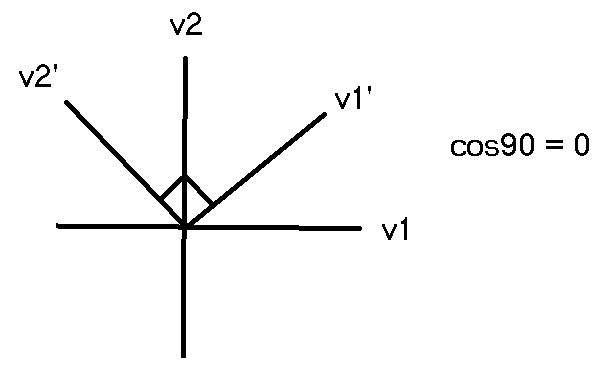 v2
v2'
v1'
cos90 = 0
v1